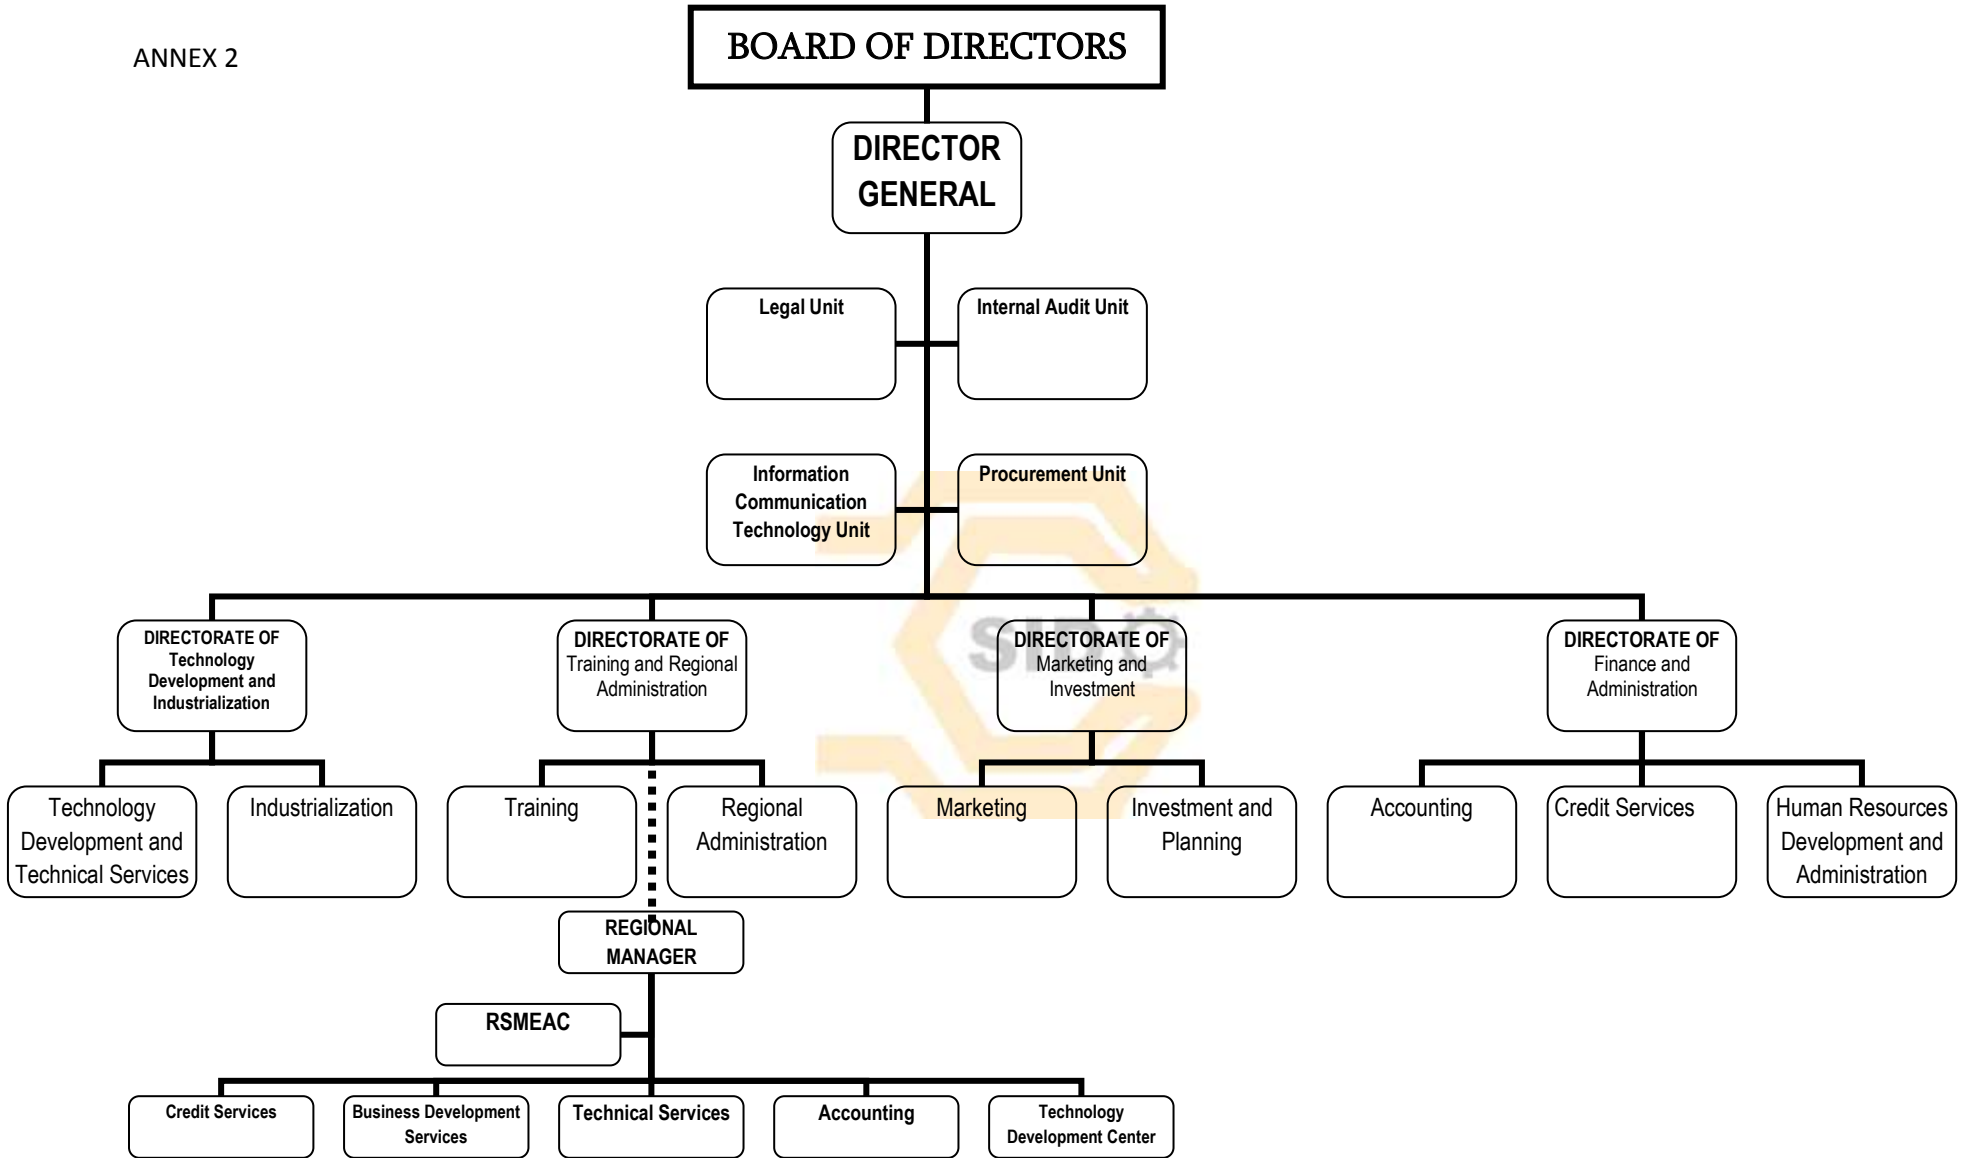 ANNEX 2
BOARD OF DIRECTORS
DIRECTOR
GENERAL
Legal Unit
Internal Audit Unit
Information
Communication
Technology Unit
Procurement Unit
SIDO
DIRECTORATE OF
Technology
Development and
Industrialization
DIRECTORATE OF
Training and Regional
Administration
DIRECTORATE OF
Marketing and
Investment
DIRECTORATE OF
Finance and
Administration
Technology
Development and
Technical Services
Industrialization
Training
Regional
Administration
Marketing
Investment and
Planning
Accounting
Credit Services
Human Resources
Development and
Administration
REGIONAL
MANAGER
RSMEAC
Credit Services
Business Development
Services
Technical Services
Accounting
Technology
Development Center